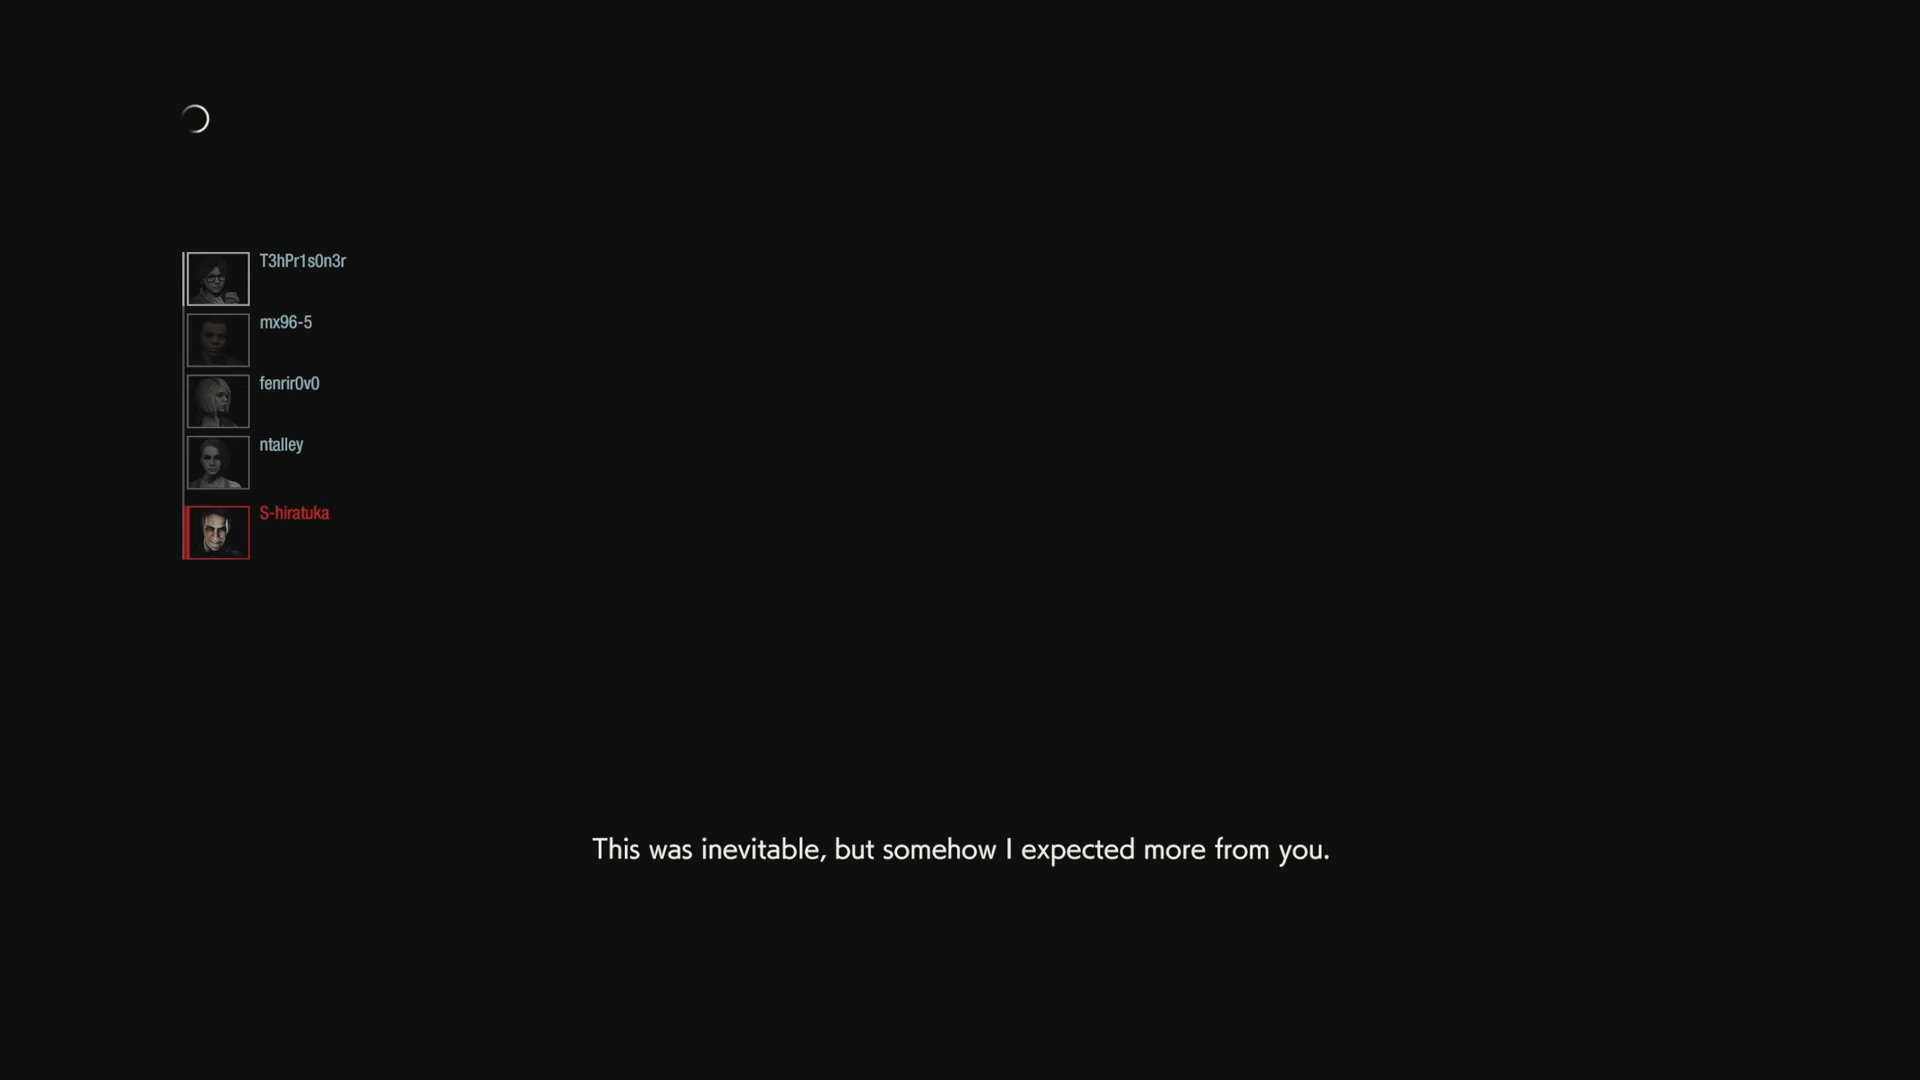 T3hPr1s0n3r
mx96-5
fenrir0v0
ntalley
S-hiratuka
This was inevitable, but somehow I expected more from you.